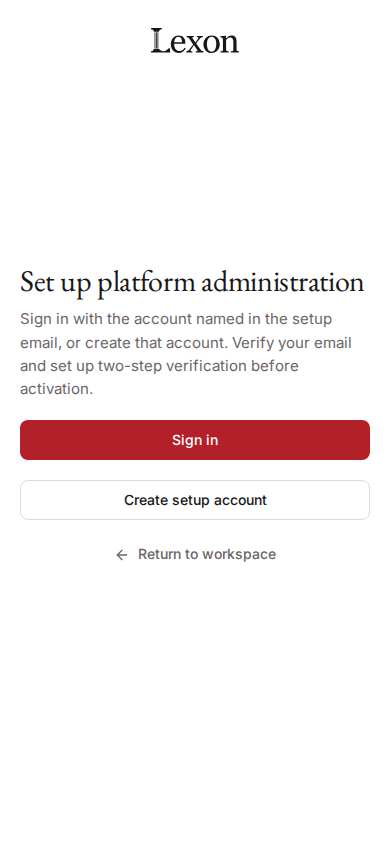 Lexon
Set up platform administration
Sign in with the account named in the setup
email, or create that account. Verify your email
and set up two-step verification before
activation.
Sign in
Create setup account
← Return to workspace